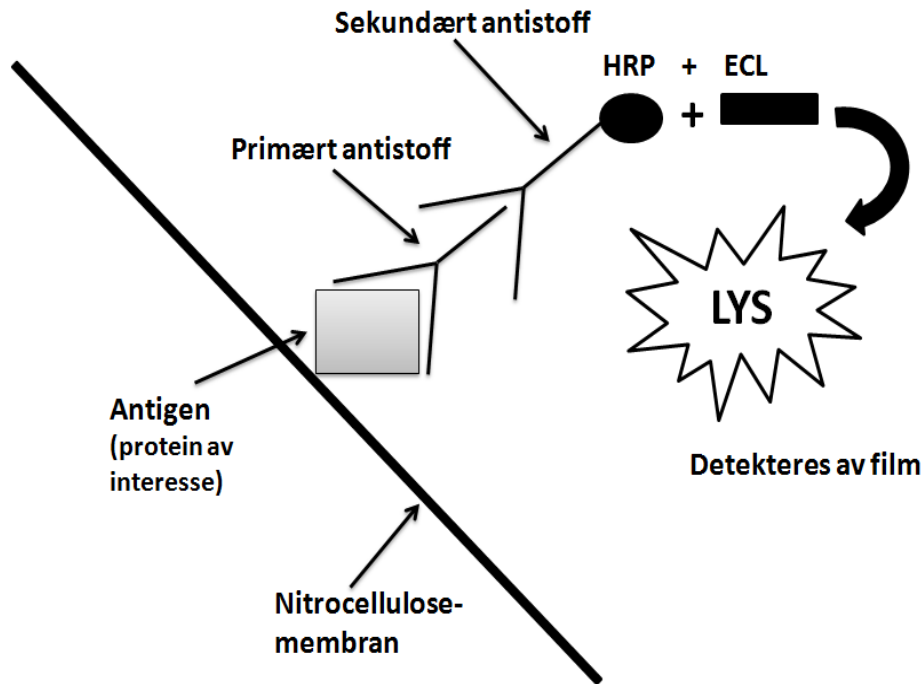 Sekundært antistoff
HRP + ECL
+
Primært antistoff
LYS
Antigen
(protein av
interesse)
Detekteres av film
Nitrocellulose-
membran